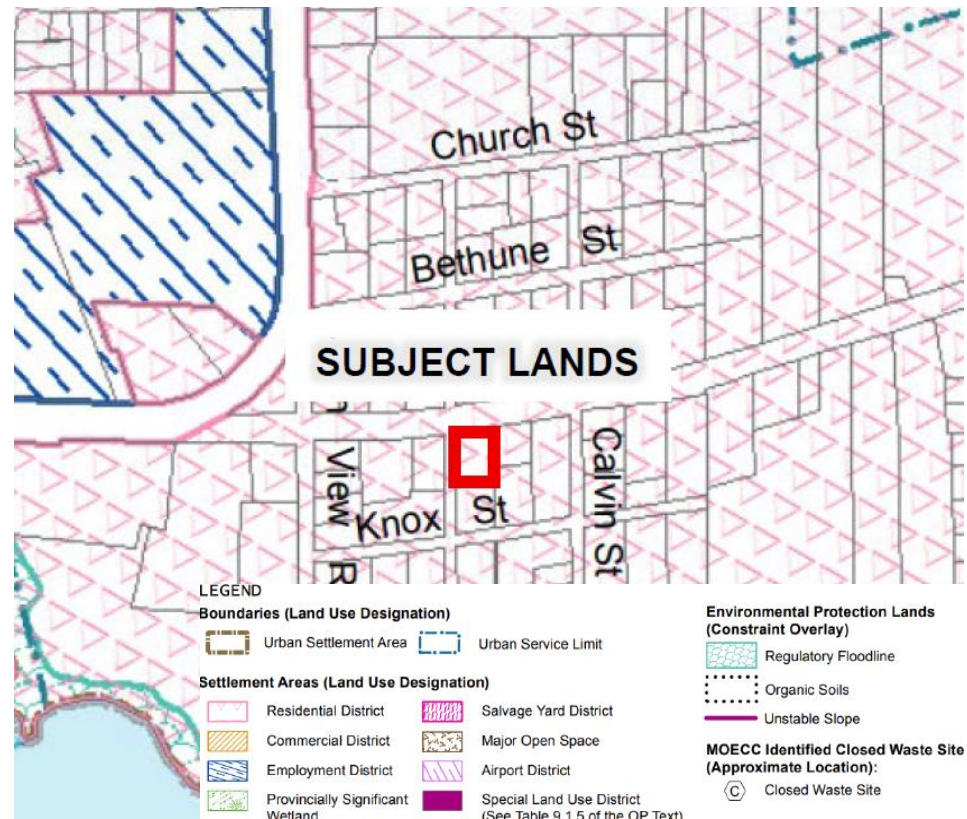 Church St
Bethune St
SUBJECT LANDS
View
Calvin St
Knox St
LEGEND
Boundaries (Land Use Designation)
Urban Settlement Area
Urban Service Limit
Settlement Areas (Land Use Designation)
Residential District
Salvage Yard District
Commercial District
Major Open Space
Employment District
Airport District
Provincially Significant
Wetland
Special Land Use District
(See Table 9.1.5 of the OP Text)
Environmental Protection Lands
(Constraint Overlay)
Regulatory Floodline
Organic Soils
Unstable Slope
MOECC Identified Closed Waste Site
(Approximate Location):
C Closed Waste Site